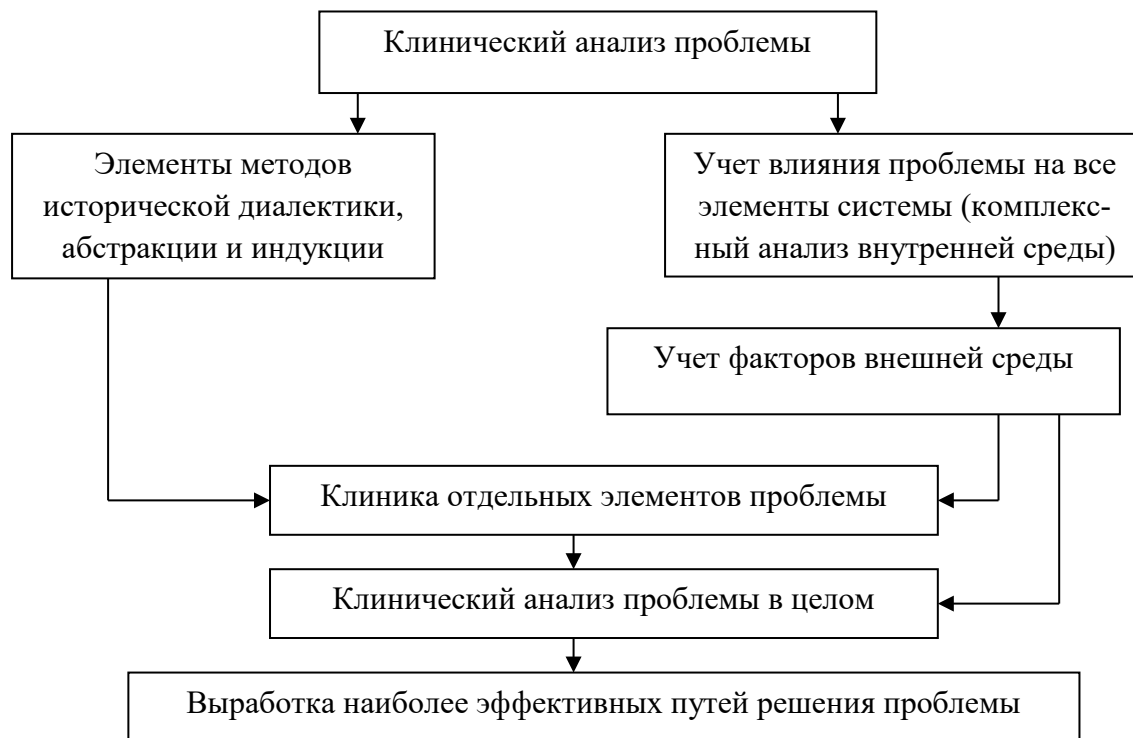 Клинический анализ проблемы
Элементы методов
исторической диалектики,
абстракции и индукции
Учет влияния проблемы на все
элементы системы (комплекс-
ный анализ внутренней среды)
Учет факторов внешней среды
Клиника отдельных элементов проблемы
Клинический анализ проблемы в целом
Выработка наиболее эффективных путей решения проблемы